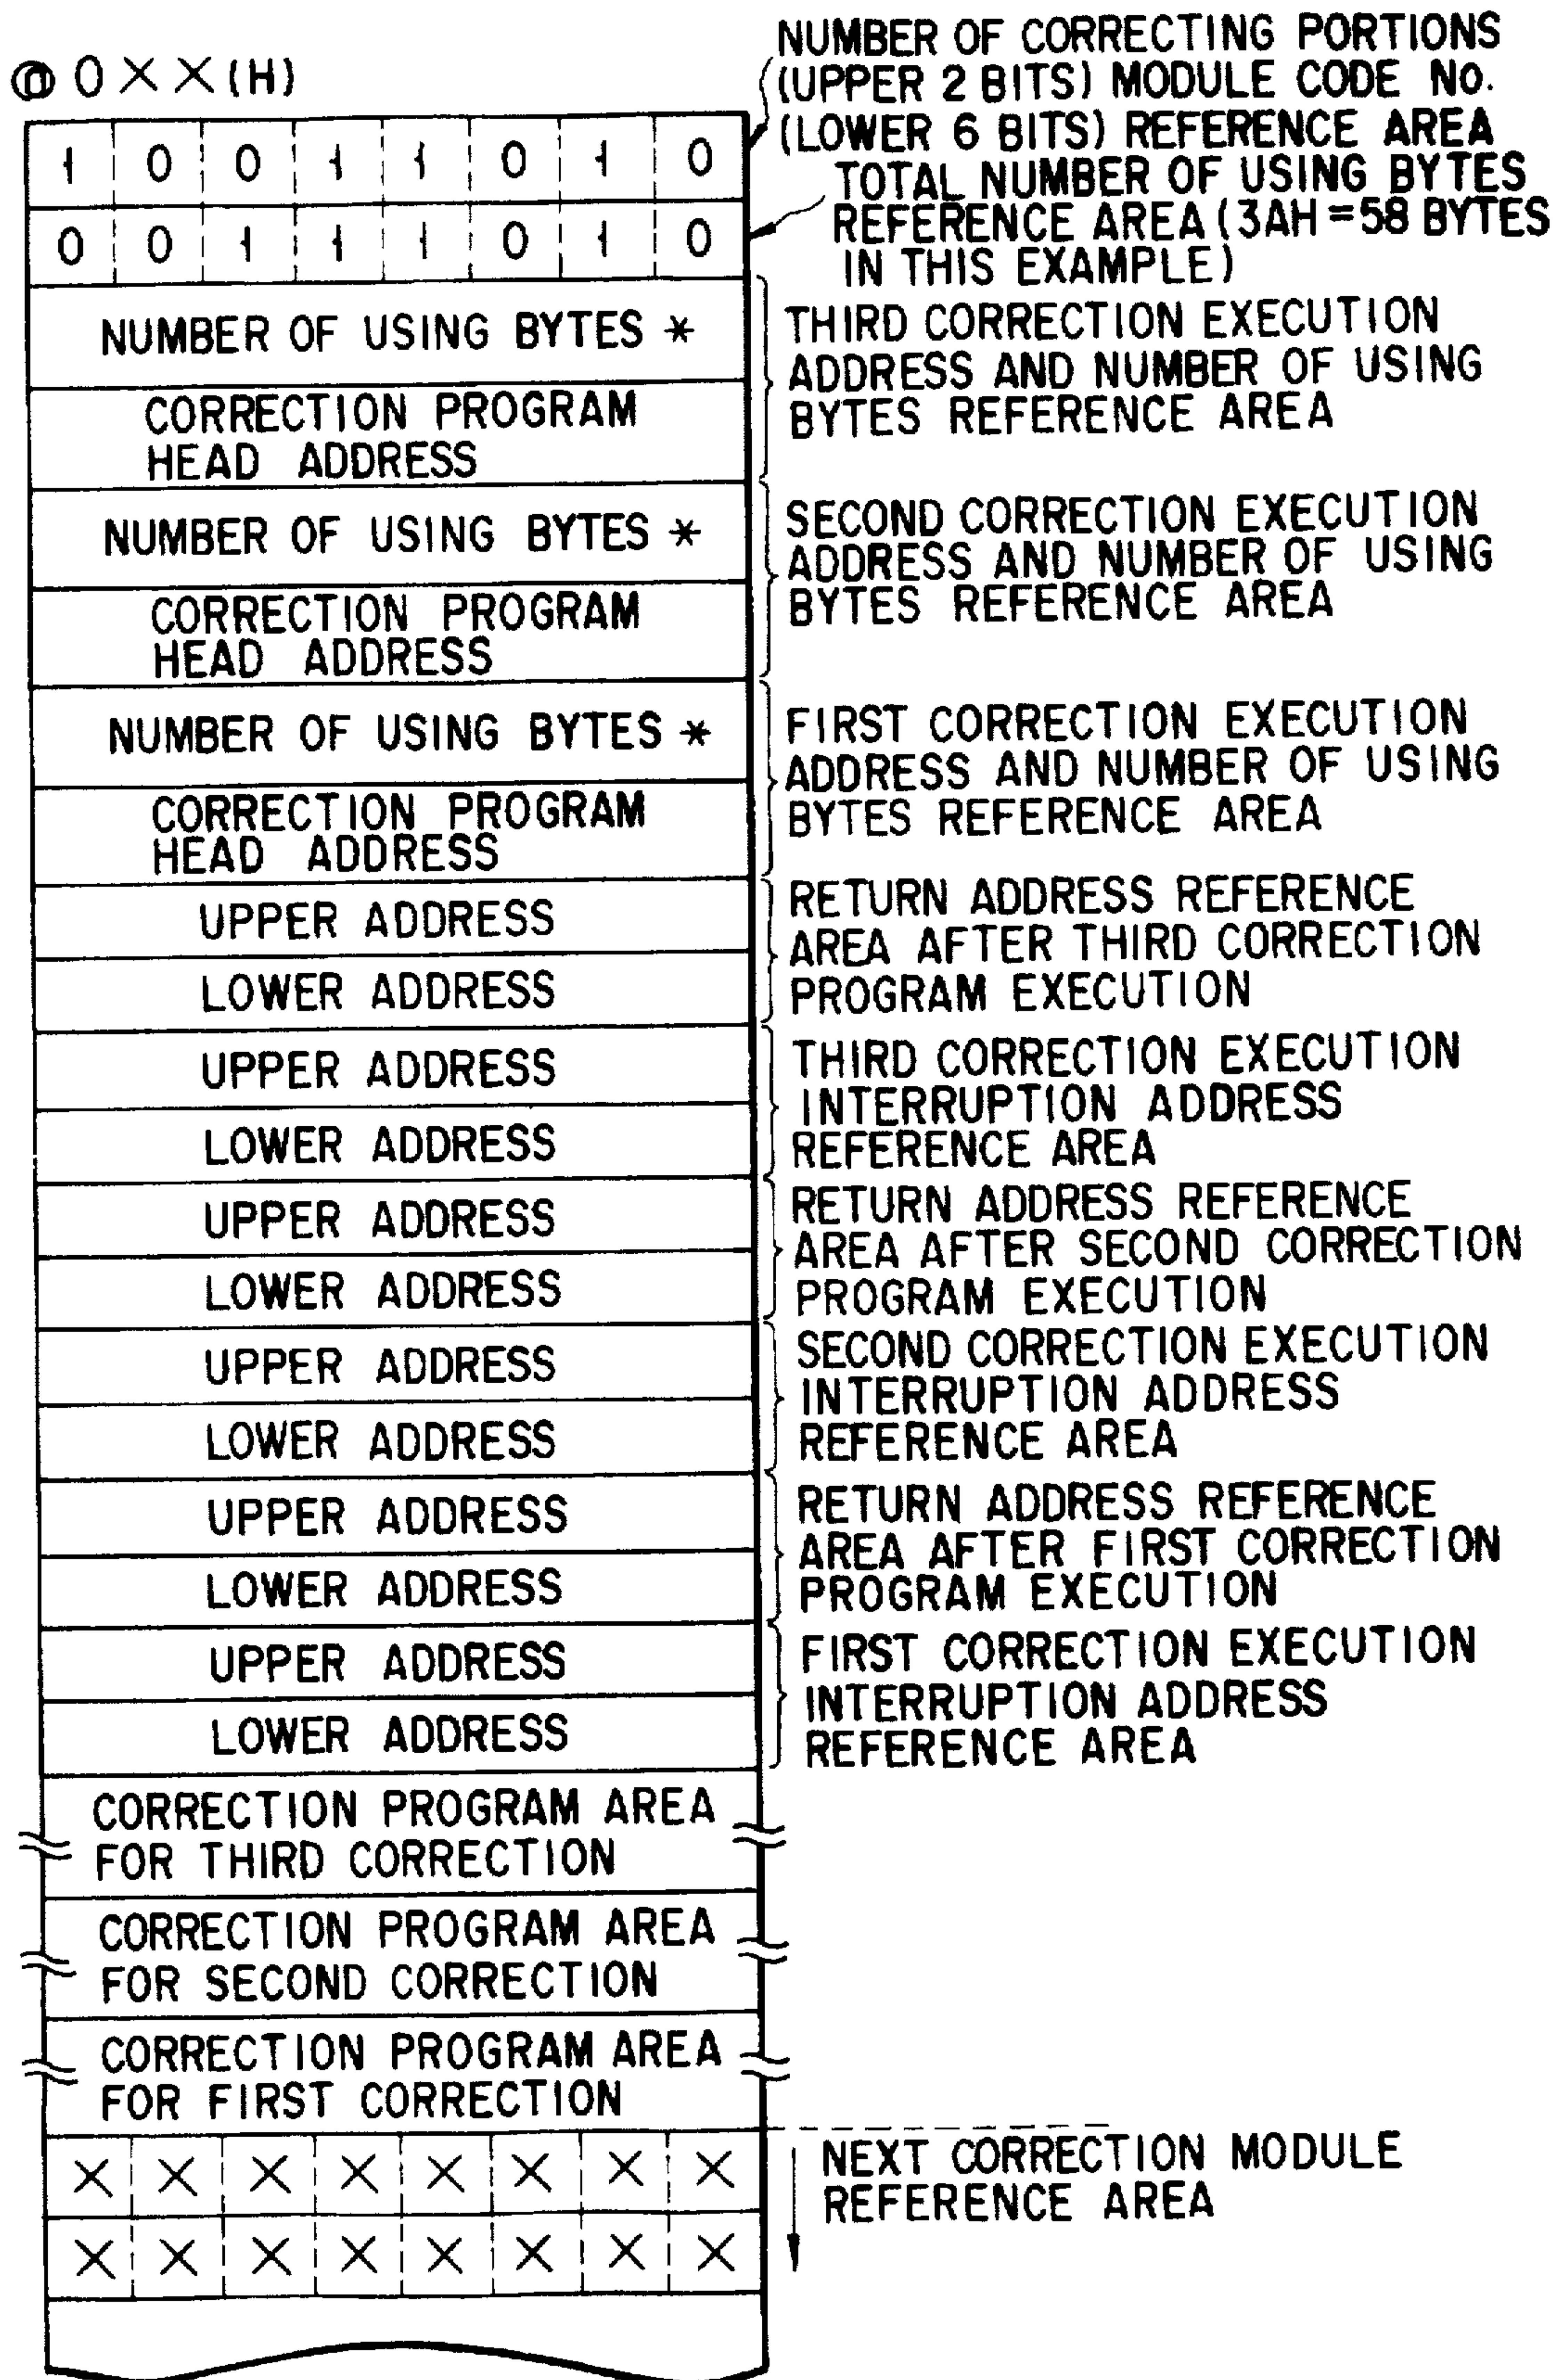 ⓝ 0××(H)
NUMBER OF CORRECTING PORTIONS
(UPPER 2 BITS) MODULE CODE No.
(LOWER 6 BITS) REFERENCE AREA
1 0 0 1 1 0 1 0
TOTAL NUMBER OF USING BYTES
REFERENCE AREA (3AH=58 BYTES
IN THIS EXAMPLE)
0 0 1 1 1 0 1 0
NUMBER OF USING BYTES *
CORRECTION PROGRAM
HEAD ADDRESS
THIRD CORRECTION EXECUTION
ADDRESS AND NUMBER OF USING
BYTES REFERENCE AREA
NUMBER OF USING BYTES *
CORRECTION PROGRAM
HEAD ADDRESS
SECOND CORRECTION EXECUTION
ADDRESS AND NUMBER OF USING
BYTES REFERENCE AREA
NUMBER OF USING BYTES *
CORRECTION PROGRAM
HEAD ADDRESS
FIRST CORRECTION EXECUTION
ADDRESS AND NUMBER OF USING
BYTES REFERENCE AREA
UPPER ADDRESS
LOWER ADDRESS
RETURN ADDRESS REFERENCE
AREA AFTER THIRD CORRECTION
PROGRAM EXECUTION
UPPER ADDRESS
LOWER ADDRESS
THIRD CORRECTION EXECUTION
INTERRUPTION ADDRESS
REFERENCE AREA
UPPER ADDRESS
LOWER ADDRESS
RETURN ADDRESS REFERENCE
AREA AFTER SECOND CORRECTION
PROGRAM EXECUTION
UPPER ADDRESS
LOWER ADDRESS
SECOND CORRECTION EXECUTION
INTERRUPTION ADDRESS
REFERENCE AREA
UPPER ADDRESS
LOWER ADDRESS
RETURN ADDRESS REFERENCE
AREA AFTER FIRST CORRECTION
PROGRAM EXECUTION
UPPER ADDRESS
LOWER ADDRESS
FIRST CORRECTION EXECUTION
INTERRUPTION ADDRESS
REFERENCE AREA
CORRECTION PROGRAM AREA
FOR THIRD CORRECTION
CORRECTION PROGRAM AREA
FOR SECOND CORRECTION
CORRECTION PROGRAM AREA
FOR FIRST CORRECTION
× × × × × × × ×
× × × × × × × ×
NEXT CORRECTION MODULE
REFERENCE AREA